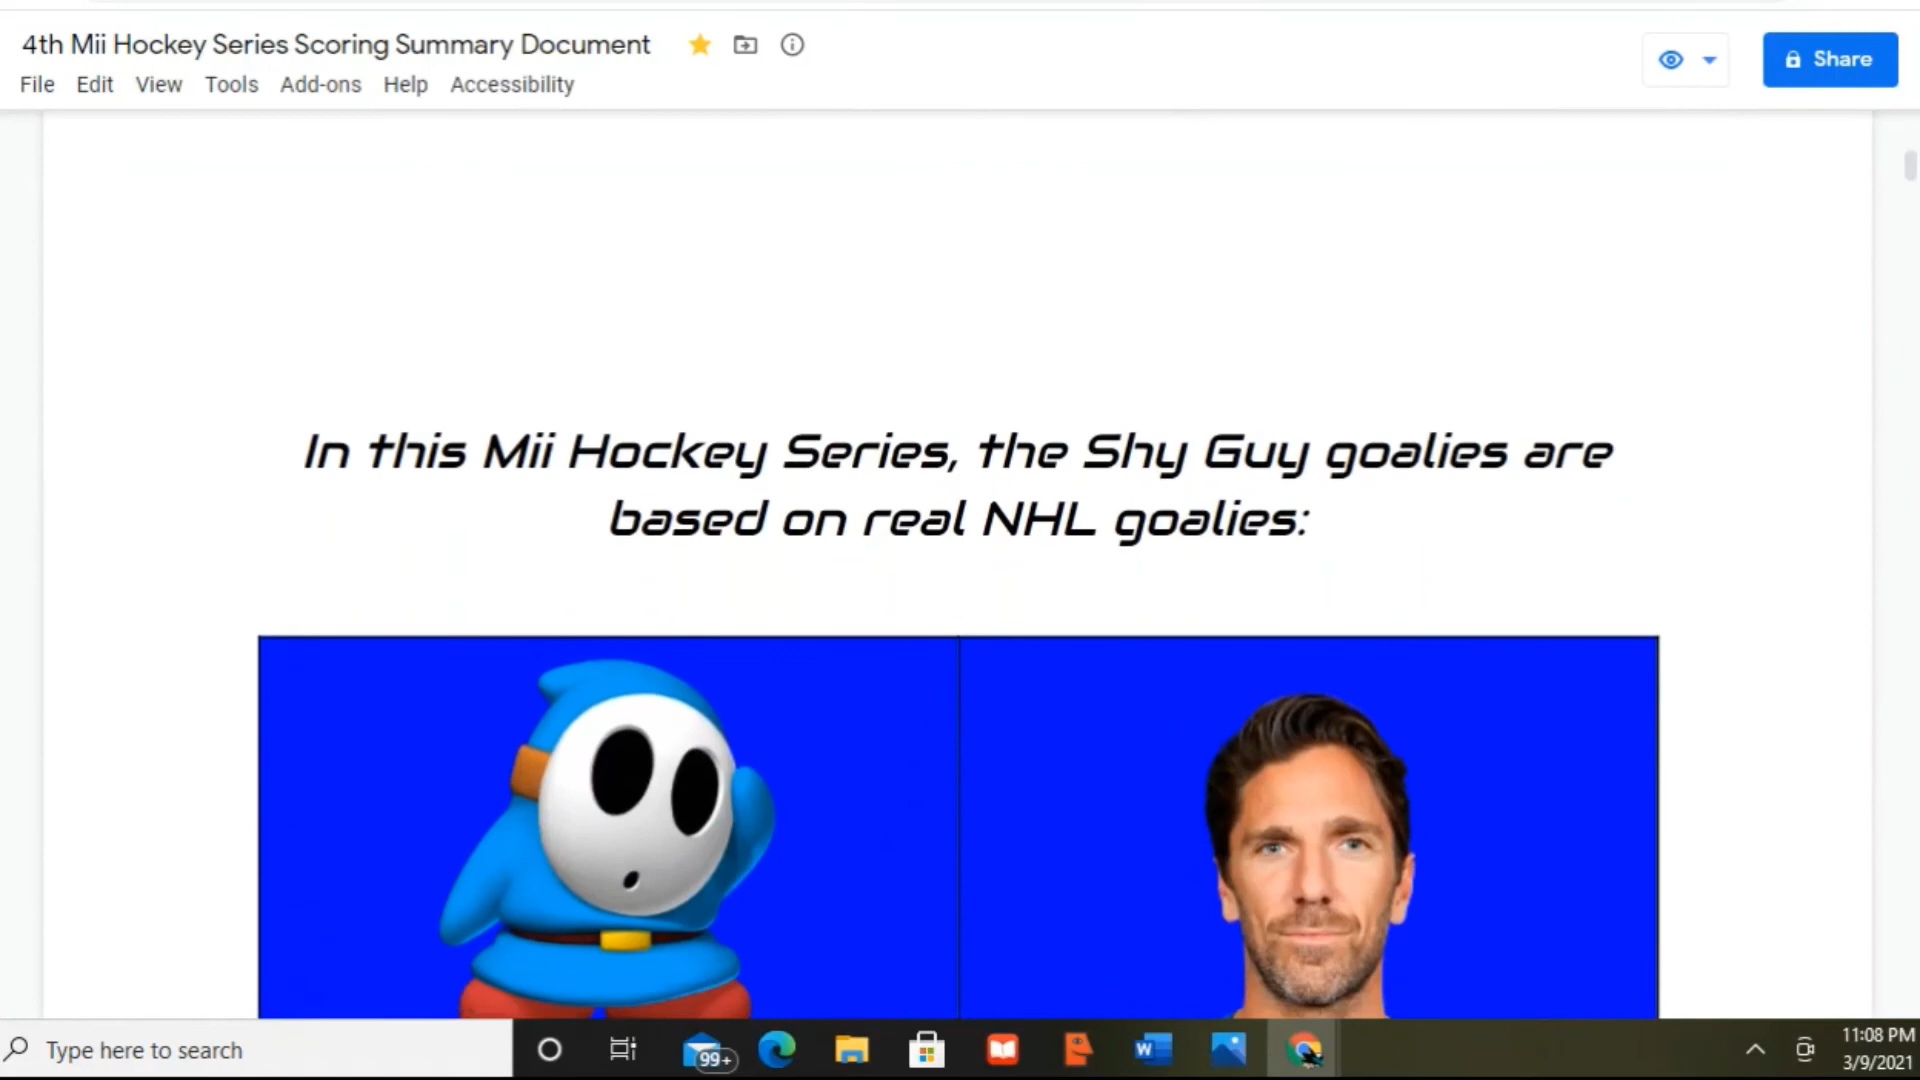 4th Mii Hockey Series Scoring Summary Document
Share
File Edit View Tools Add-ons Help Accessibility
In this Mii Hockey Series, the Shy Guy goalies are
based on real NHL goalies:
Type here to search
99+
W
11:08 PM
3/9/2021